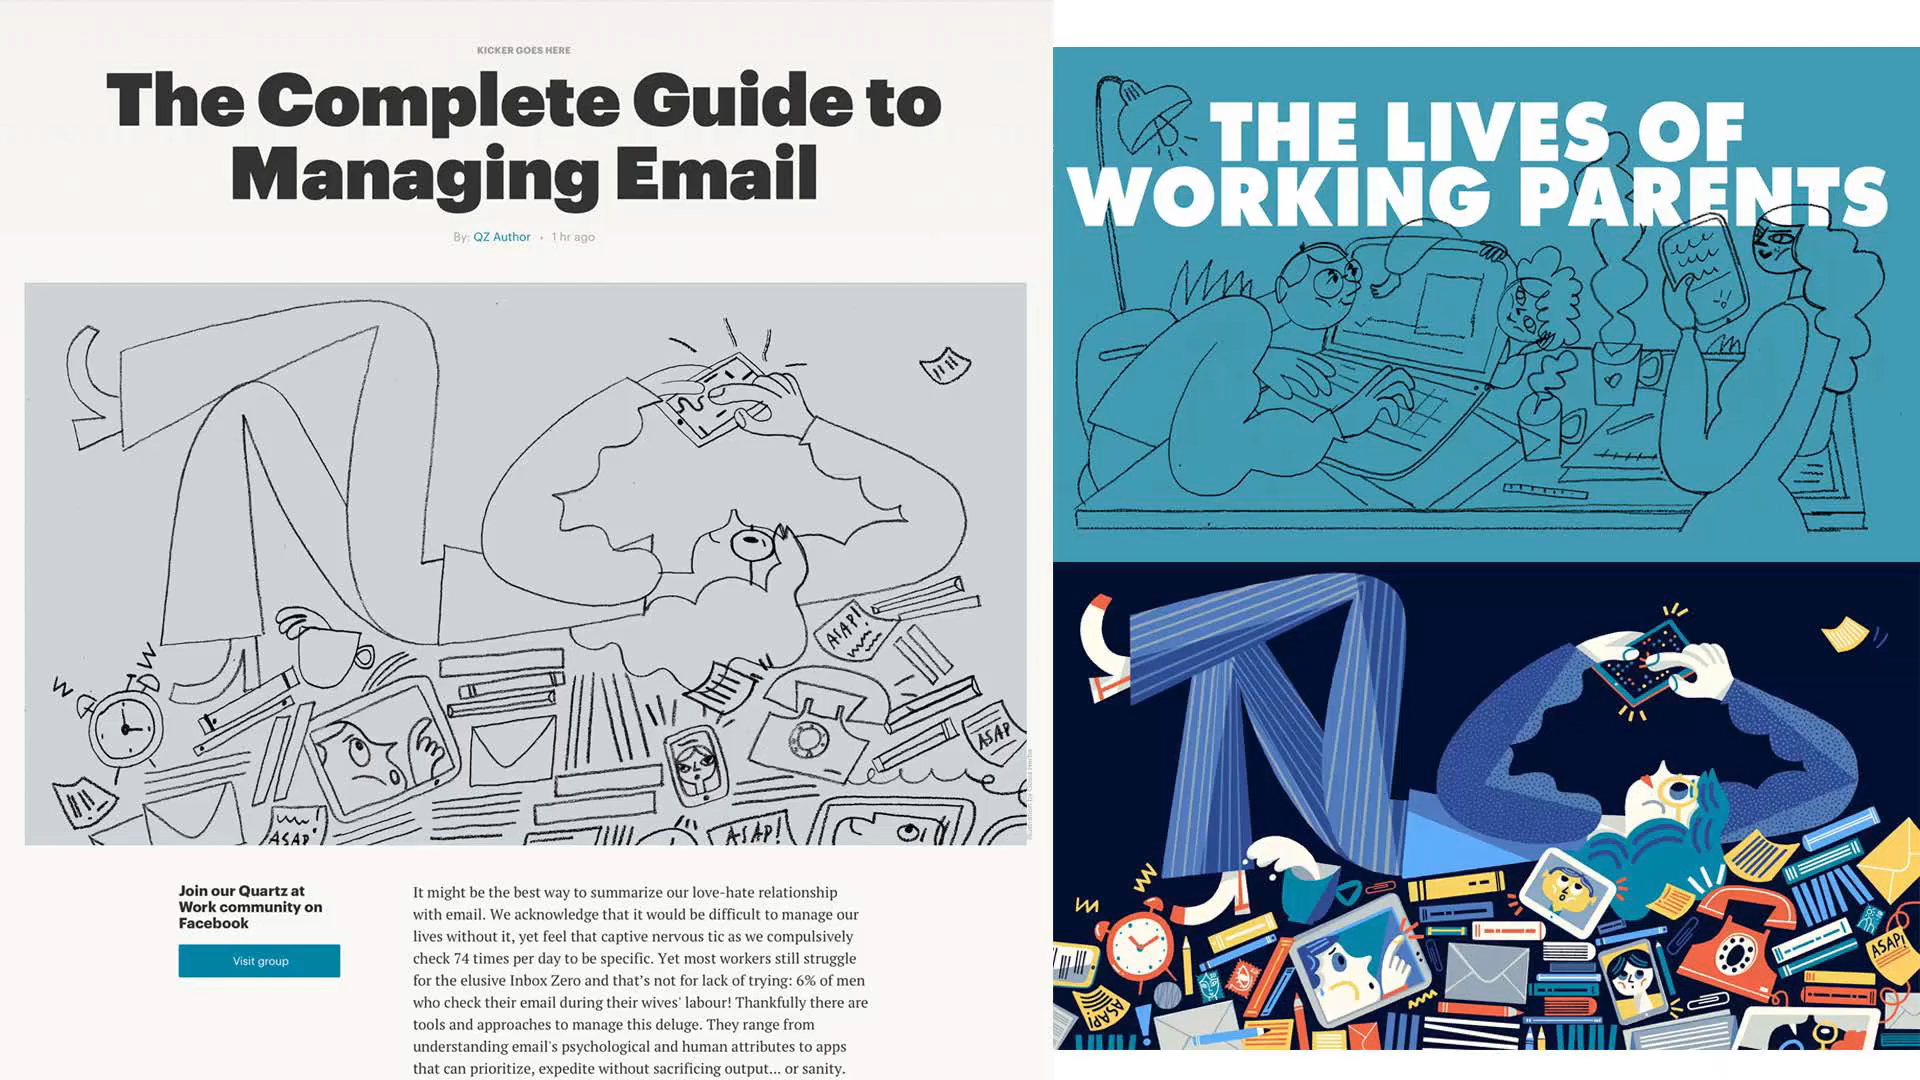 KICKER GOES HERE
The Complete Guide to
Managing Email
By: QZ Author • 1 hr ago
ASAP!
ASAP
ASAP!
ASAP!
Join our Quartz at
Work community on
Facebook
Visit group
It might be the best way to summarize our love-hate relationship
with email. We acknowledge that it would be difficult to manage our
lives without it, yet feel that captive nervous tic as we compulsively
check 74 times per day to be specific. Yet most workers still struggle
for the elusive Inbox Zero and that's not for lack of trying: 6% of men
who check their email during their wives' labour! Thankfully there are
tools and approaches to manage this deluge. They range from
understanding email's psychological and human attributes to apps
that can prioritize, expedite without sacrificing output... or sanity.
THE LIVES OF
WORKING PARENTS
ASAP!
ASAP!